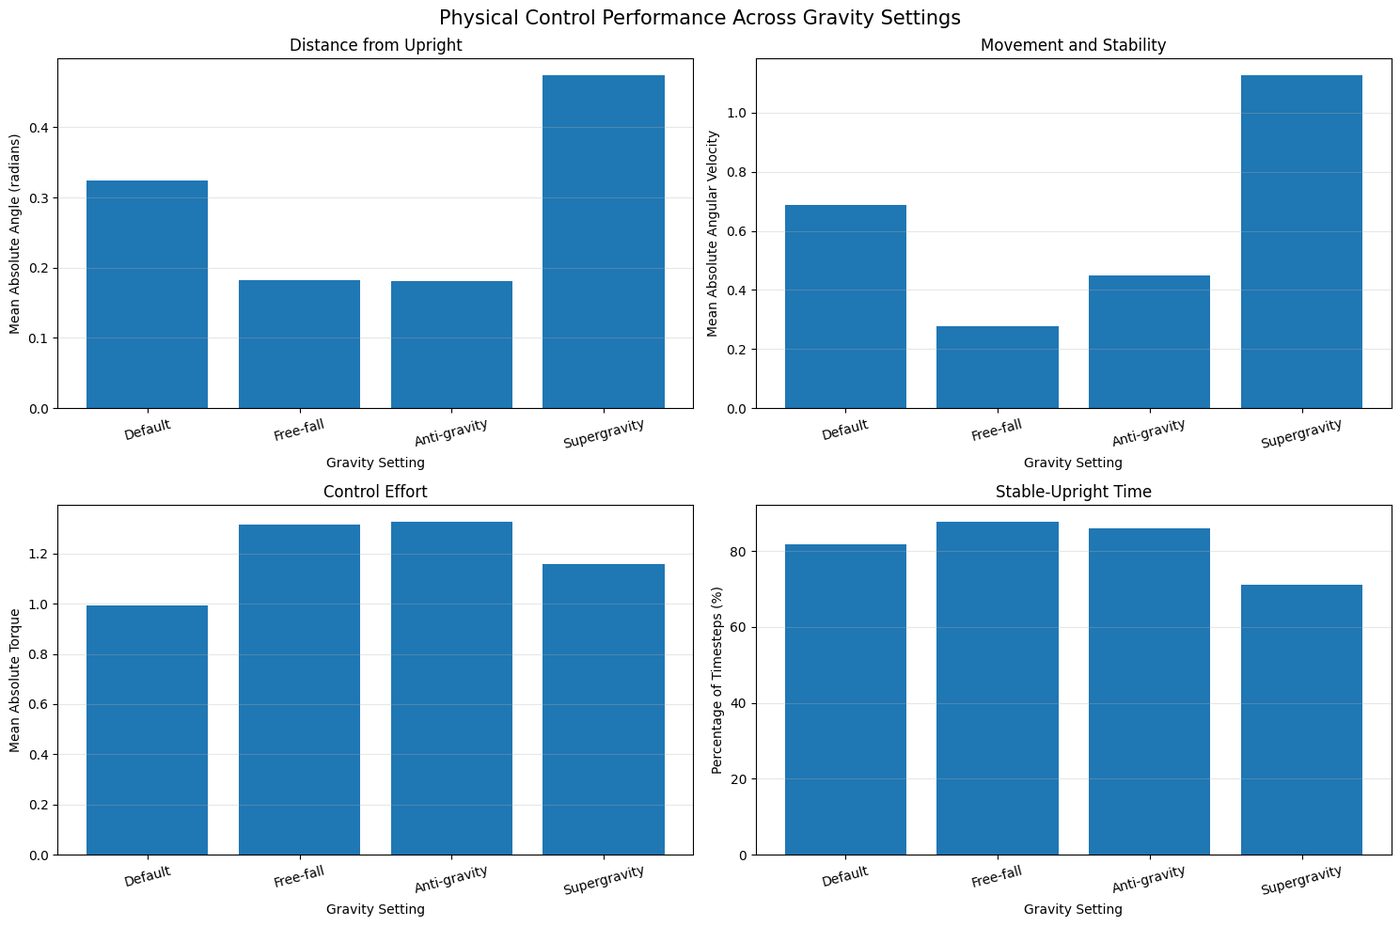 Physical Control Performance Across Gravity Settings
Distance from Upright
Mean Absolute Angle (radians)
0.4
0.3
0.2
0.1
0.0
Default
Free-fall
Anti-gravity
Supergravity
Gravity Setting
Movement and Stability
Mean Absolute Angular Velocity
1.0
0.8
0.6
0.4
0.2
0.0
Default
Free-fall
Anti-gravity
Supergravity
Gravity Setting
Control Effort
Mean Absolute Torque
1.2
1.0
0.8
0.6
0.4
0.2
0.0
Default
Free-fall
Anti-gravity
Supergravity
Gravity Setting
Stable-Upright Time
Percentage of Timesteps (%)
80
60
40
20
0
Default
Free-fall
Anti-gravity
Supergravity
Gravity Setting